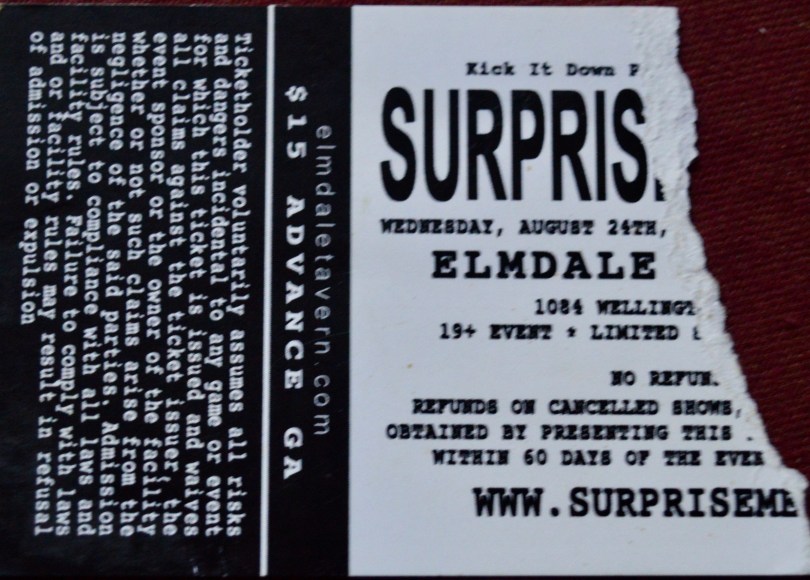 Ticketholder voluntarily assumes all risks
and dangers incidental to any game or event
for which this ticket is issued and waives
all claims against the ticket issuer, the
event sponsor or the owner of the facility
whether or not such claims arise from the
negligence of the said parties. Admission
is subject to compliance with all laws and
facility rules. Failure to comply with laws
and or facility rules may result in refusal
of admission or expulsion
elmdaletavern.com
$15 ADVANCE GA
Kick It Down P
SURPRIS
WEDNESDAY, AUGUST 24TH,
ELMDALE
1084 WELLINGT
19+ EVENT * LIMITED
NO REFUN
REFUNDS ON CANCELLED SHOWS,
OBTAINED BY PRESENTING THIS
WITHIN 60 DAYS OF THE EVEN
WWW.SURPRISEME